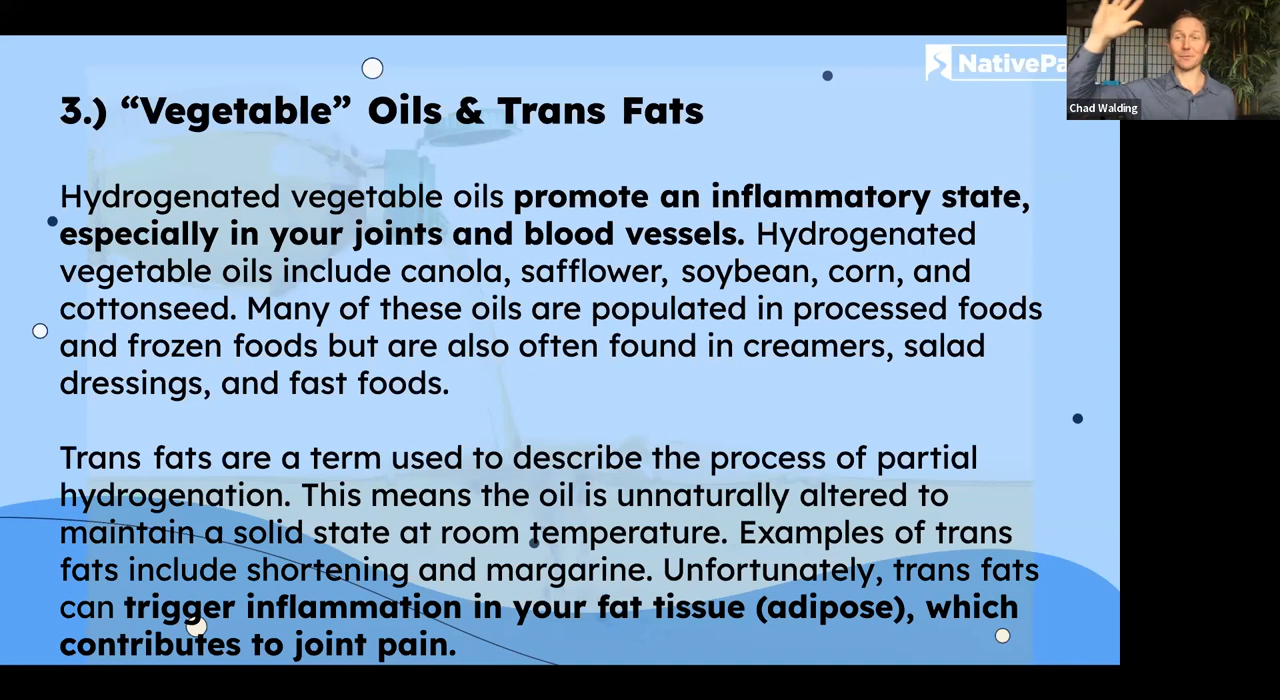 NativePa
Chad Walding
3.) “Vegetable” Oils & Trans Fats
Hydrogenated vegetable oils promote an inflammatory state,
especially in your joints and blood vessels. Hydrogenated
vegetable oils include canola, safflower, soybean, corn, and
cottonseed. Many of these oils are populated in processed foods
and frozen foods but are also often found in creamers, salad
dressings, and fast foods.
Trans fats are a term used to describe the process of partial
hydrogenation. This means the oil is unnaturally altered to
maintain a solid state at room temperature. Examples of trans
fats include shortening and margarine. Unfortunately, trans fats
can trigger inflammation in your fat tissue (adipose), which
contributes to joint pain.